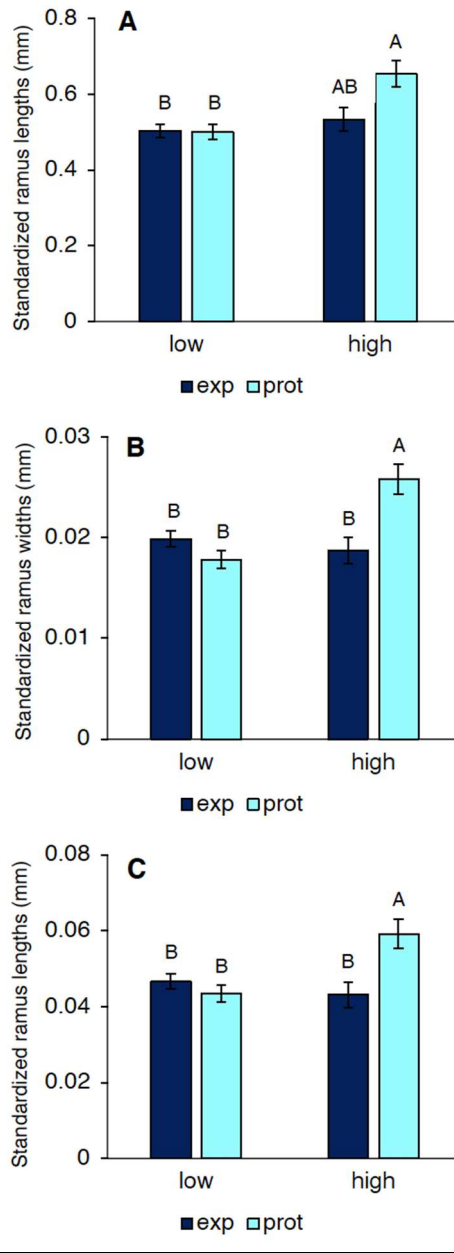 A
Standardized ramus lengths (mm)
0.8
0.6
0.4
0.2
0
B B AB A
low high
exp prot
B
Standardized ramus widths (mm)
0.03
0.02
0.01
0
B B B A
low high
exp prot
C
Standardized ramus lengths (mm)
0.08
0.06
0.04
0.02
0
B B B A
low high
exp prot